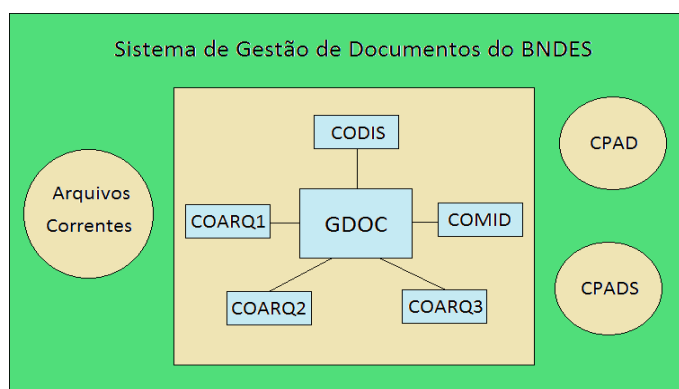 Sistema de Gestão de Documentos do BNDES
CODIS
CPAD
Arquivos
Correntes
COARQ1
GDOC
COMID
COARQ2
COARQ3
CPADS